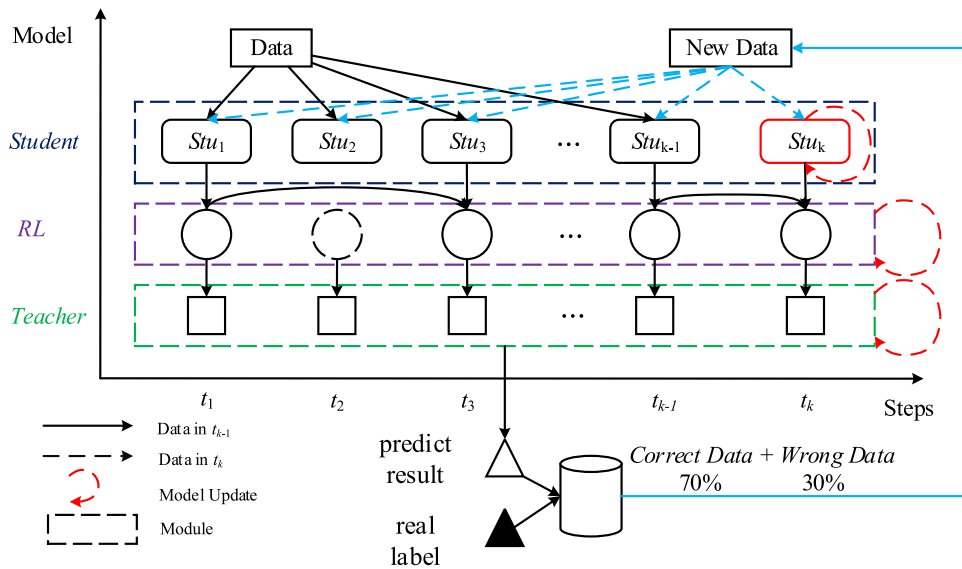 Model
Data
New Data
Student
Stu1
Stu2
Stu3
...
Stuk-1
Stuk
RL
...
Teacher
...
t1
t2
t3
tk-1
tk
Steps
Data in tk-1
Data in tk
Model Update
Module
predict
result
real
label
Correct Data + Wrong Data
70% 30%